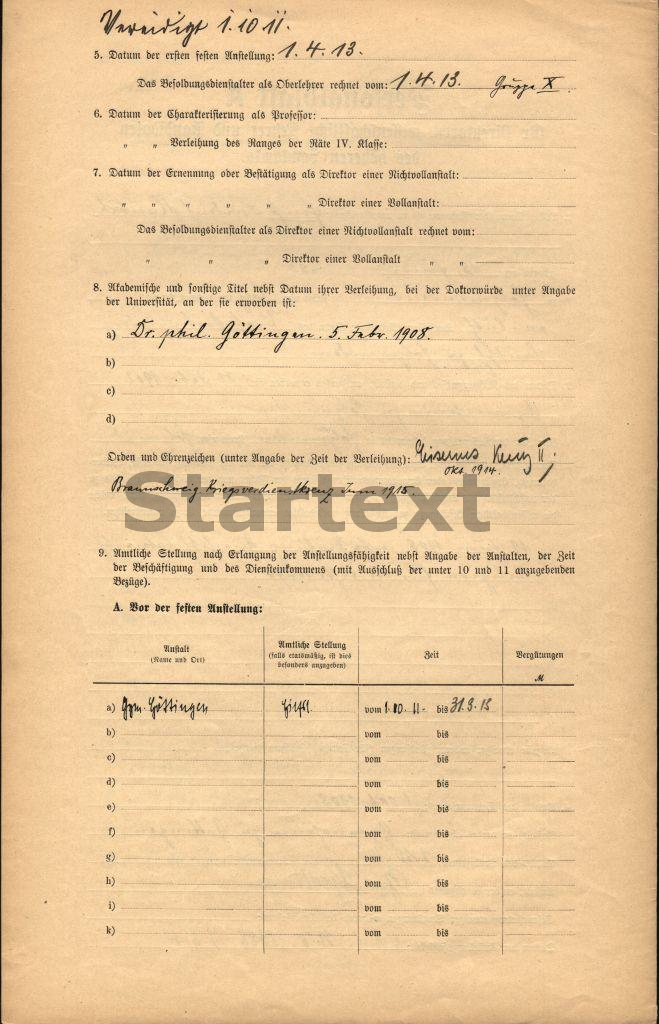 Vereidigt 1.10.11.
5. Datum der ersten festen Anstellung: 1.4.13.
Das Besoldungsdienstalter als Oberlehrer rechnet vom: 1.4.13. Gruppe X.
6. Datum der Charakterisierung als Professor:
„ „ Verleihung des Ranges der Räte IV. Klasse:
7. Datum der Ernennung oder Bestätigung als Direktor einer Nichtvollanstalt:
„ „ „ „ „ „ Direktor einer Vollanstalt:
Das Besoldungsdienstalter als Direktor einer Nichtvollanstalt rechnet vom:
„ „ „ Direktor einer Vollanstalt „ „
8. Akademische und sonstige Titel nebst Datum ihrer Verleihung, bei der Doktorwürde unter Angabe
der Universität, an der sie erworben ist:
a) Dr. phil. Göttingen. 5. Febr. 1908.
b)
c)
d)
Orden und Ehrenzeichen (unter Angabe der Zeit der Verleihung): Eisernes Kreuz II;
Okt. 1914.
Braunschweig Kriegsverdienstkreuz Juni 1915.
Startext
9. Amtliche Stellung nach Erlangung der Anstellungsfähigkeit nebst Angabe der Anstalten, der Zeit
der Beschäftigung und des Diensteinkommens (mit Ausschluß der unter 10 und 11 anzugebenden
Bezüge).
A. Vor der festen Anstellung:
Anstalt
(Name und Ort)
Amtliche Stellung
(falls etatsmäßig, ist dies
besonders anzugeben)
Zeit
Vergütungen
M
a) Gym. Göttingen Hilfsl. vom 1.10.11- bis 31.3.13
b) vom bis
c) vom bis
d) vom bis
e) vom bis
f) vom bis
g) vom bis
h) vom bis
i) vom bis
k) vom bis